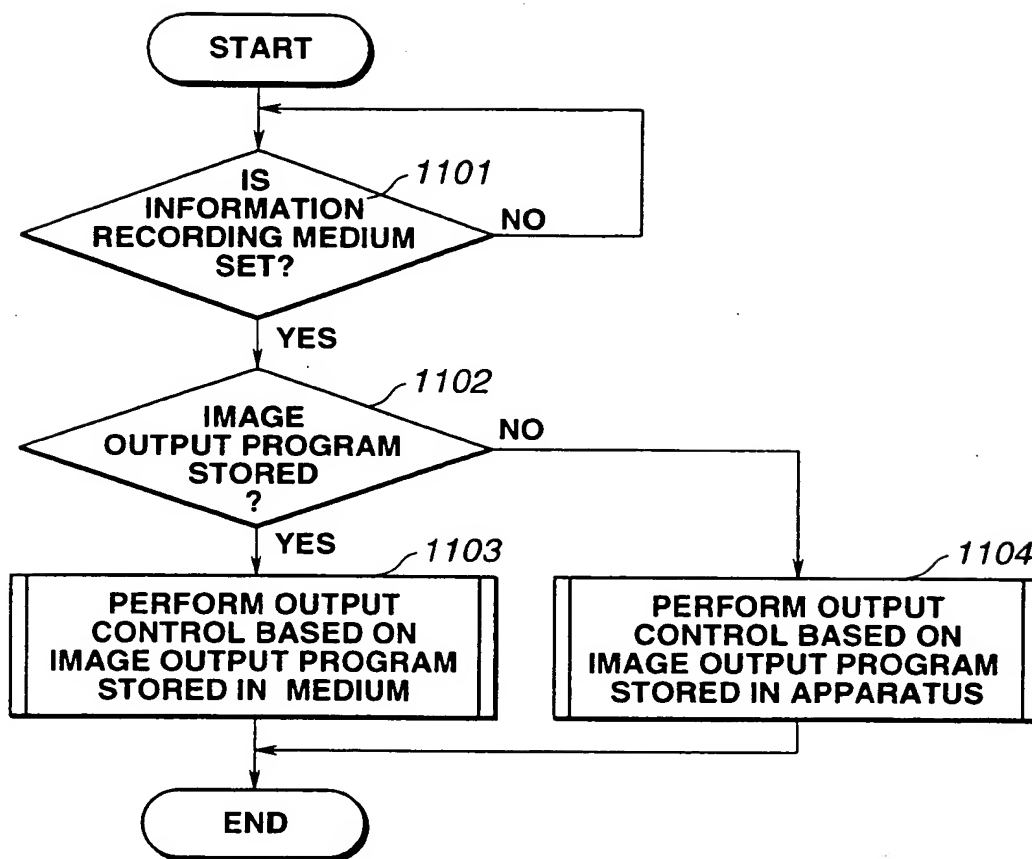 START
1101
IS
INFORMATION
RECORDING MEDIUM
SET?
NO
YES
1102
IMAGE
OUTPUT PROGRAM
STORED
?
NO
YES
1103
PERFORM OUTPUT
CONTROL BASED ON
IMAGE OUTPUT PROGRAM
STORED IN MEDIUM
1104
PERFORM OUTPUT
CONTROL BASED ON
IMAGE OUTPUT PROGRAM
STORED IN APPARATUS
END